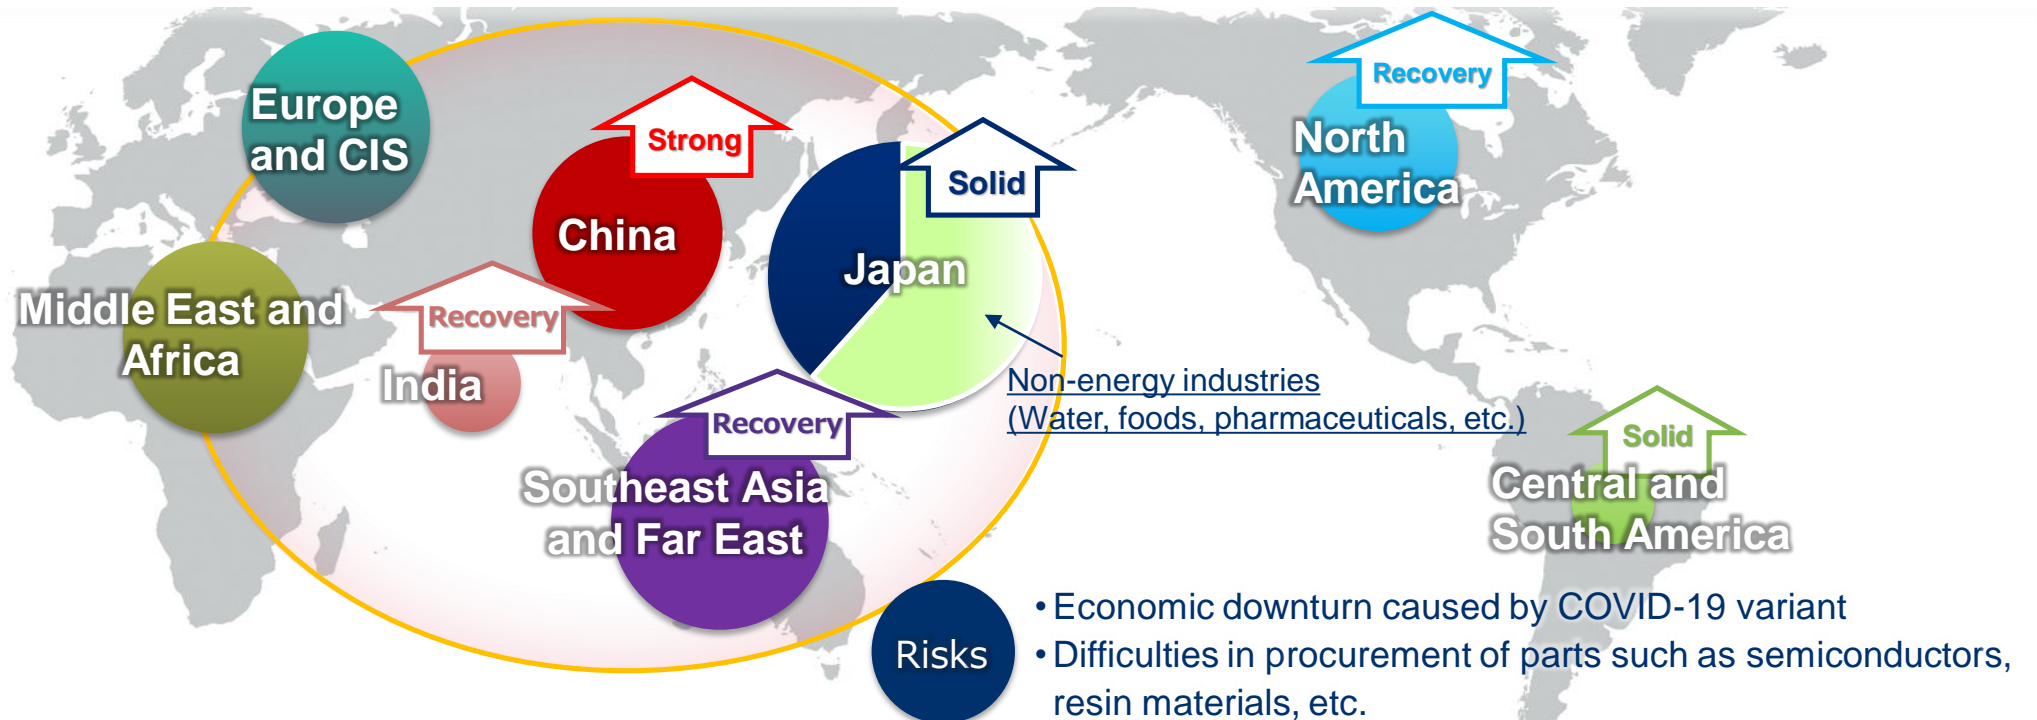 Europe
and CIS
Strong
China
Solid
Japan
Recovery
North
America
Middle East and
Africa
Recovery
India
Non-energy industries
(Water, foods, pharmaceuticals, etc.)
Recovery
Southeast Asia
and Far East
Solid
Central and
South America
Risks
• Economic downturn caused by COVID-19 variant
• Difficulties in procurement of parts such as semiconductors,
resin materials, etc.